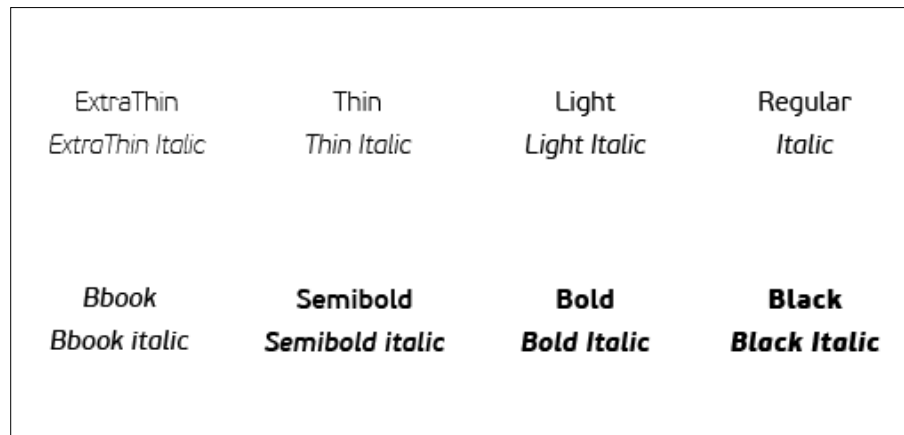 ExtraThin Thin Light Regular
ExtraThin Italic Thin Italic Light Italic Italic
Bbook Semibold Bold Black
Bbook italic Semibold italic Bold Italic Black Italic